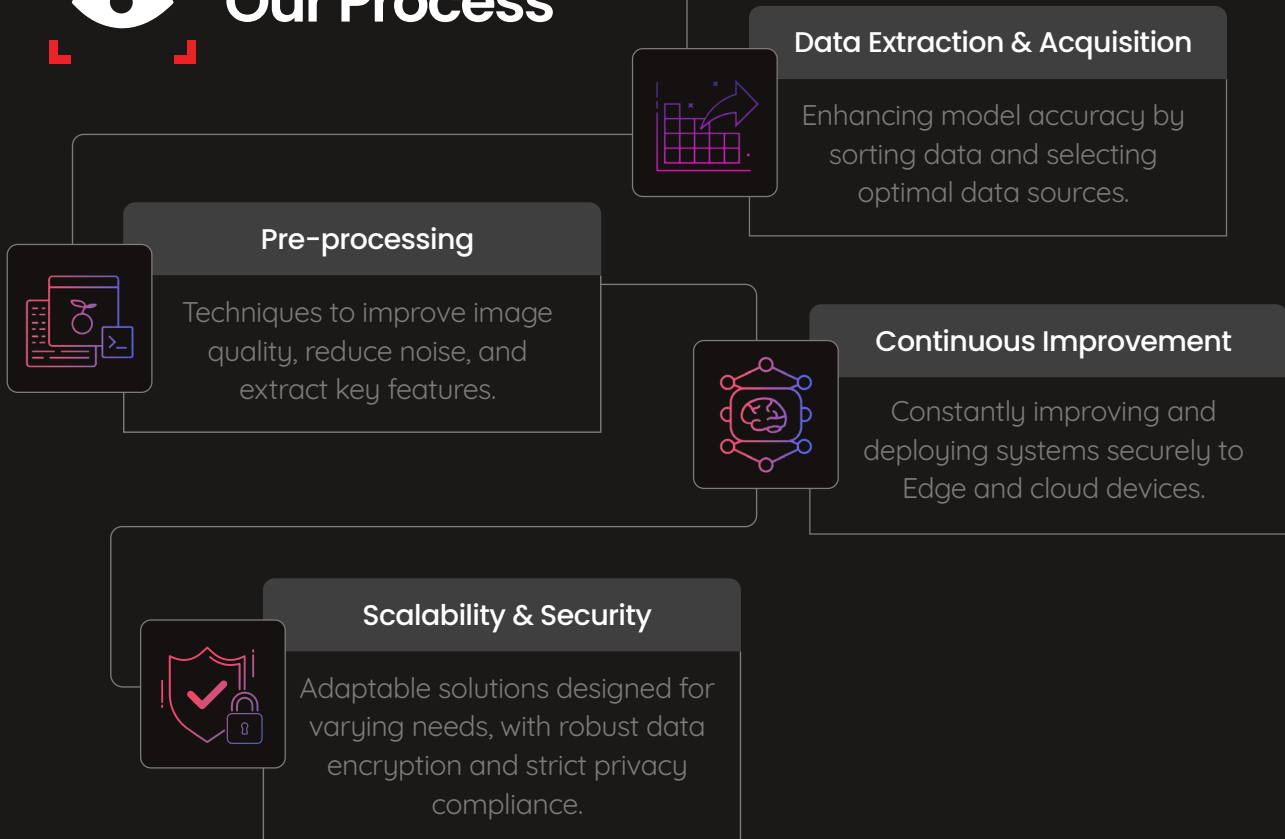 Our Process
Data Extraction & Acquisition
Enhancing model accuracy by
sorting data and selecting
optimal data sources.
Pre-processing
Techniques to improve image
quality, reduce noise, and
extract key features.
Continuous Improvement
Constantly improving and
deploying systems securely to
Edge and cloud devices.
Scalability & Security
Adaptable solutions designed for
varying needs, with robust data
encryption and strict privacy
compliance.